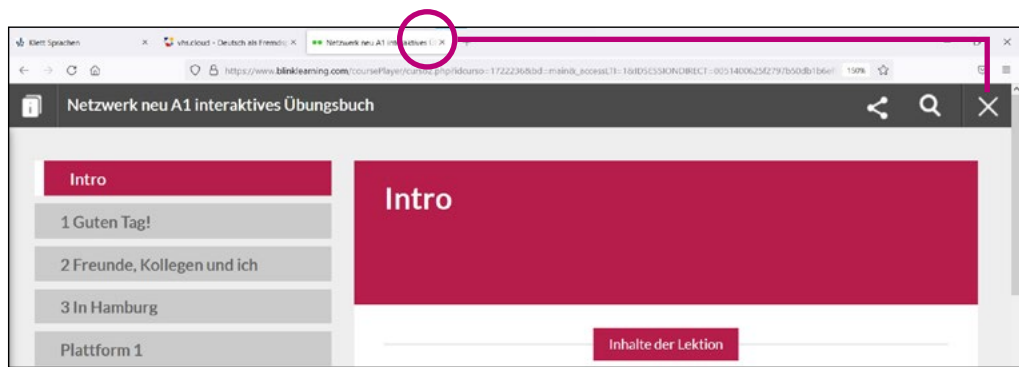 Klett Sprachen
vhs.cloud - Deutsch als Fremdsp
Netzwerk neu A1 interaktives
https://www.blinklearning.com/coursePlayer/
150%
Netzwerk neu A1 interaktives Übungsbuch
Intro
1 Guten Tag!
2 Freunde, Kollegen und ich
3 In Hamburg
Plattform 1
Intro
Inhalte der Lektion